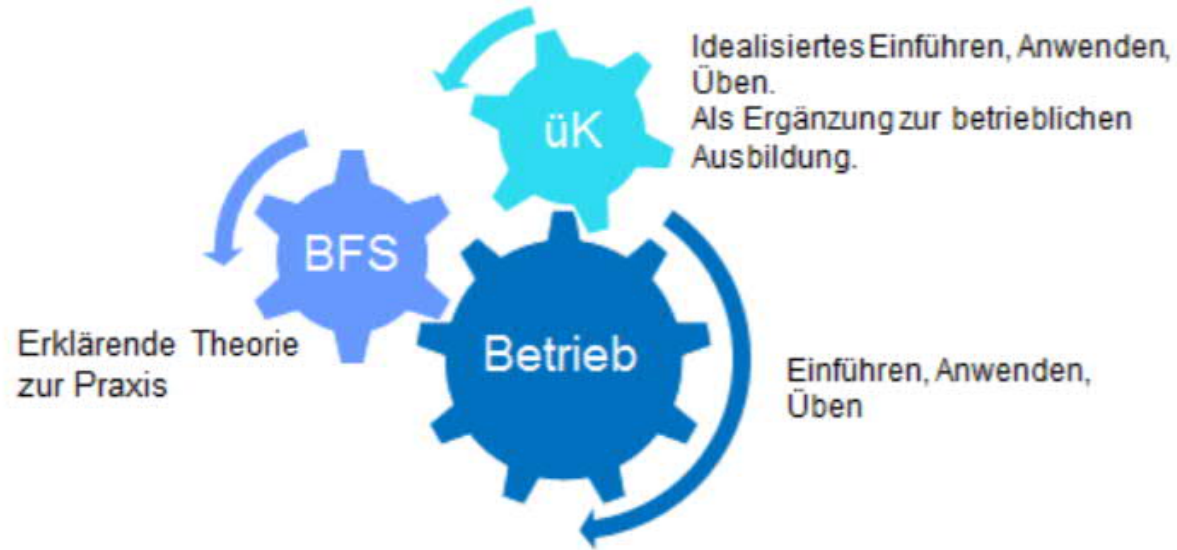 üK
Idealisiertes Einführen, Anwenden,
Üben.
Als Ergänzung zur betrieblichen
Ausbildung.
BFS
Erklärende Theorie
zur Praxis
Betrieb
Einführen, Anwenden,
Üben